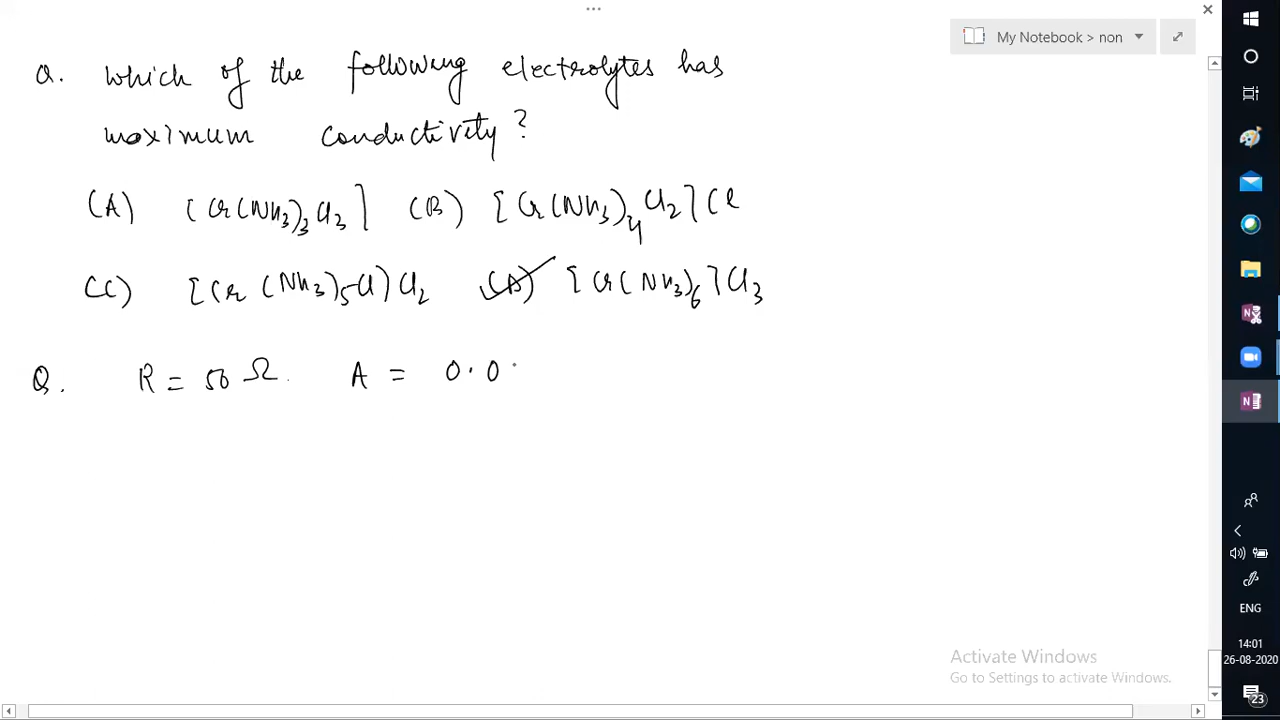 My Notebook > non
Q. Which of the following electrolytes has
maximum conductivity?
(A) [Cr(NH3)3Cl3] (B) [Cr(NH3)4Cl2]Cl
(C) [Cr(NH3)5Cl]Cl2 (D) [Cr(NH3)6]Cl3
Q. R = 50 Ω. A = 0.0
Activate Windows
Go to Settings to activate Windows.
ENG
14:01
26-08-2020
23